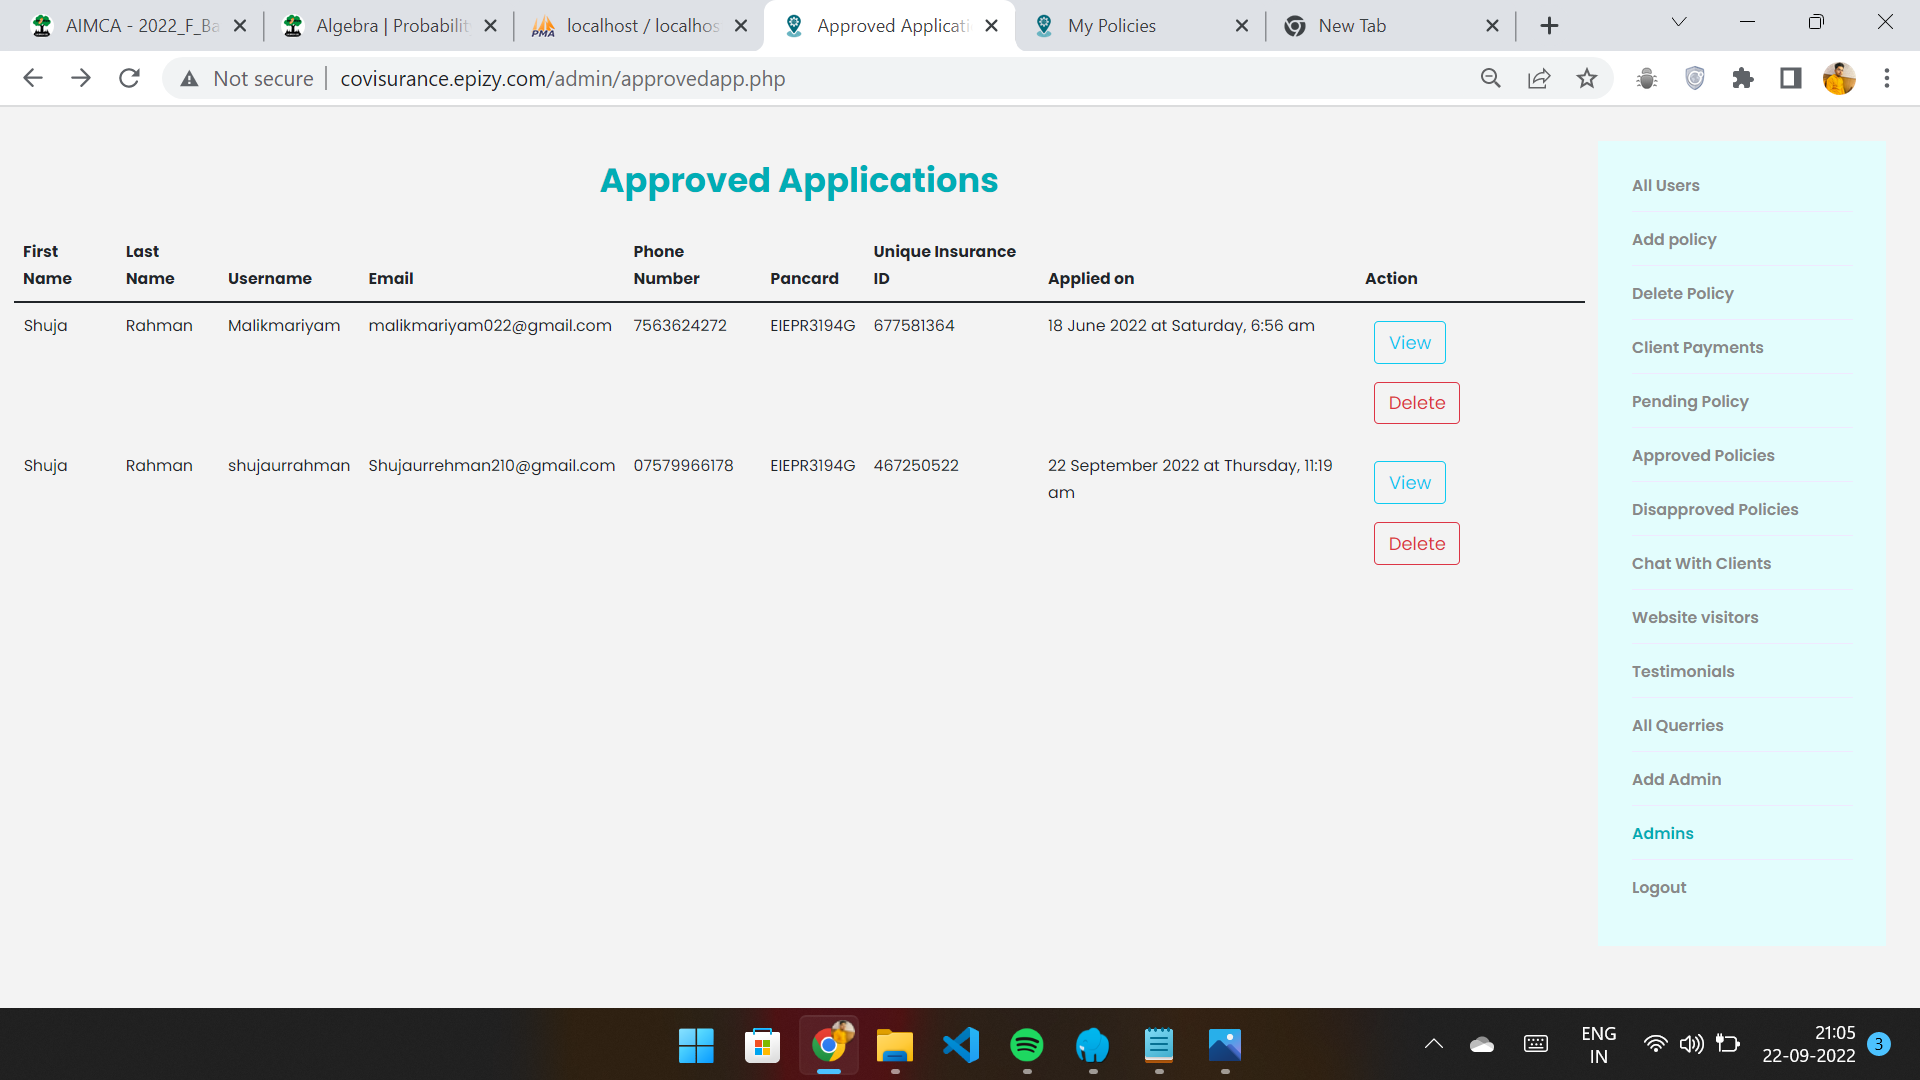 AIMCA - 2022_F_Ba
Algebra | Probabilit
localhost / localhos
Approved Applicati
My Policies
New Tab
Not secure
covisurance.epizy.com/admin/approvedapp.php
Approved Applications
First Name
Last Name
Username
Email
Phone Number
Pancard
Unique Insurance ID
Applied on
Action
Shuja
Rahman
Malikmariyam
malikmariyam022@gmail.com
7563624272
EIEPR3194G
677581364
18 June 2022 at Saturday, 6:56 am
View
Delete
Shuja
Rahman
shujaurrahman
Shujaurrehman210@gmail.com
07579966178
EIEPR3194G
467250522
22 September 2022 at Thursday, 11:19
am
View
Delete
All Users
Add policy
Delete Policy
Client Payments
Pending Policy
Approved Policies
Disapproved Policies
Chat With Clients
Website visitors
Testimonials
All Querries
Add Admin
Admins
Logout
PMA
ENG
IN
21:05
22-09-2022
3